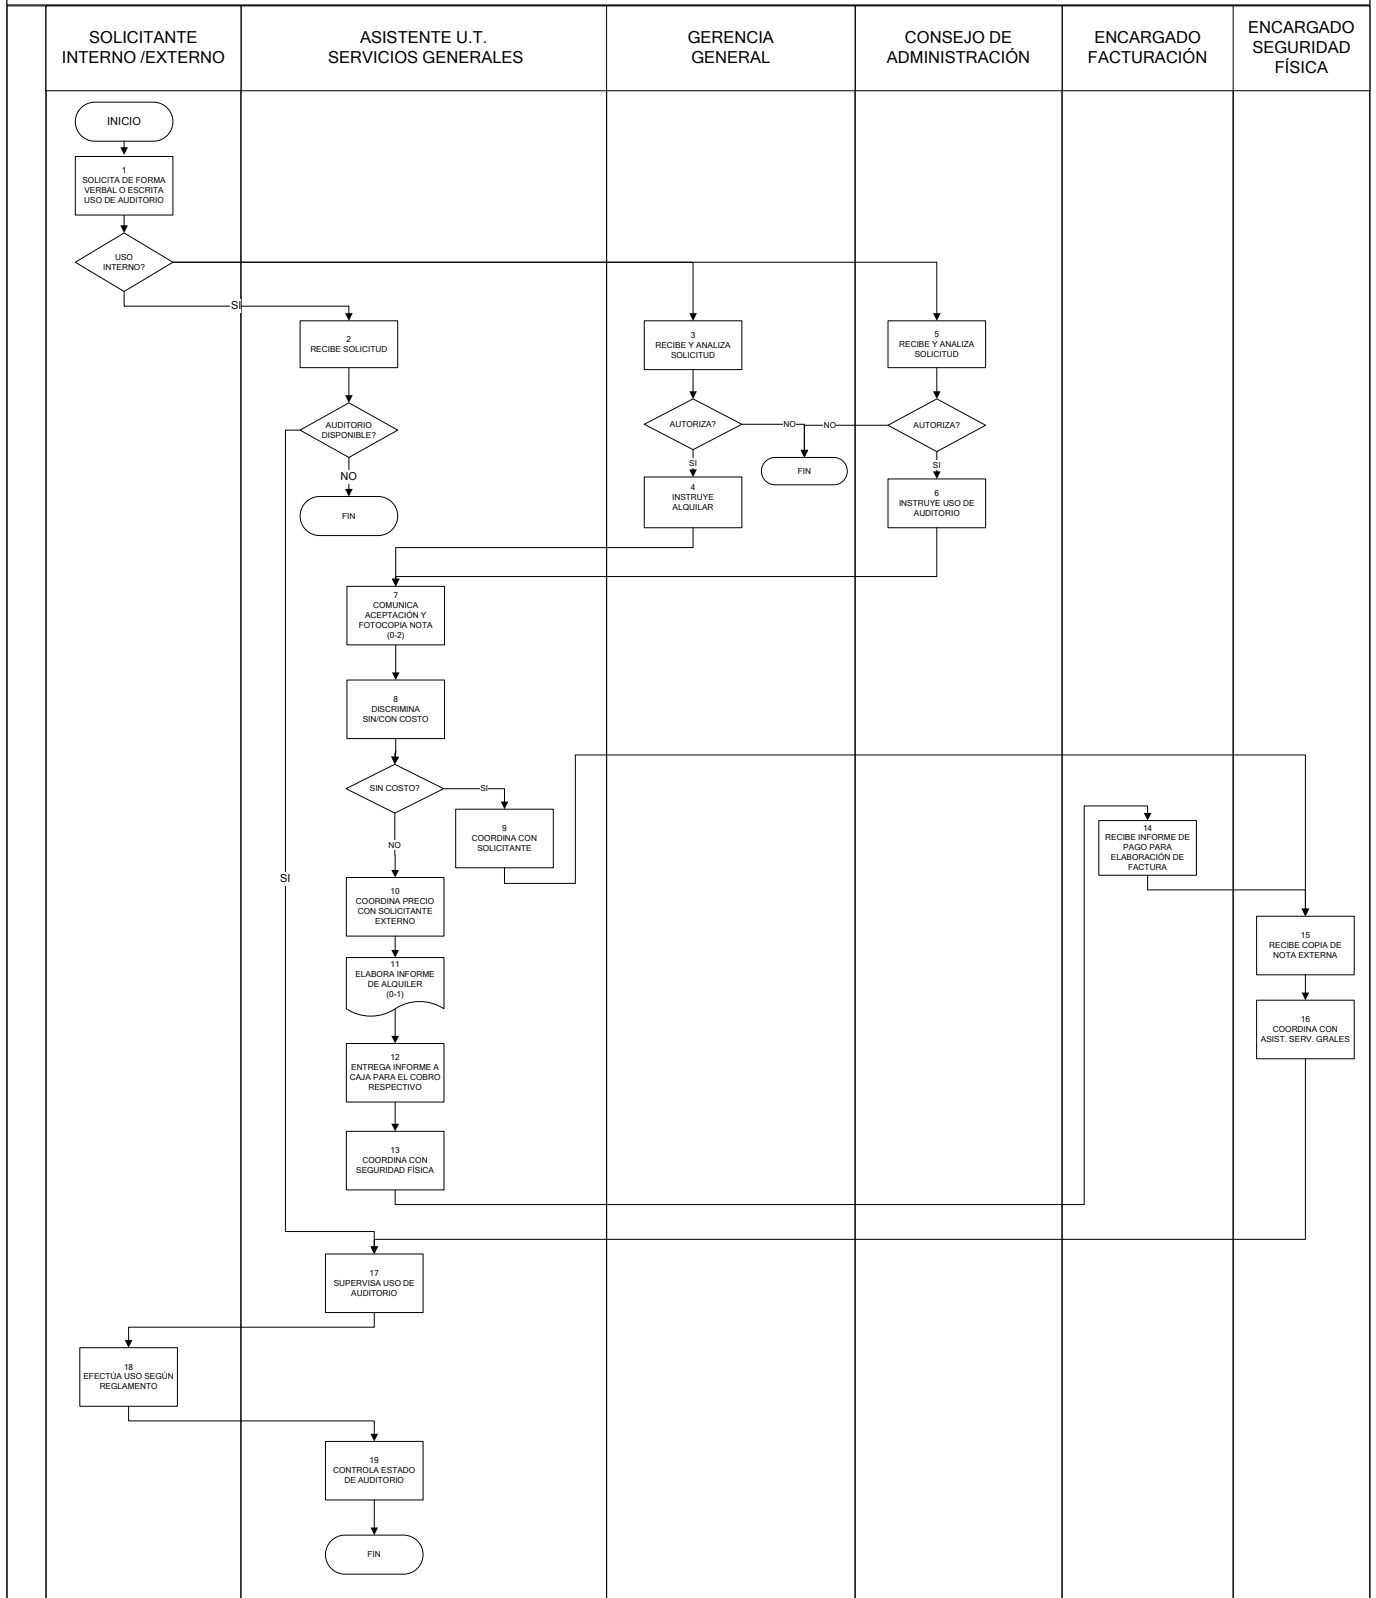 SOLICITANTE
INTERNO /EXTERNO
ASISTENTE U.T.
SERVICIOS GENERALES
GERENCIA
GENERAL
CONSEJO DE
ADMINISTRACIÓN
ENCARGADO
FACTURACIÓN
ENCARGADO
SEGURIDAD
FÍSICA
INICIO
1
SOLICITA DE FORMA
VERBAL O ESCRITA
USO DE AUDITORIO
USO
INTERNO?
SI
2
RECIBE SOLICITUD
3
RECIBE Y ANALIZA
SOLICITUD
5
RECIBE Y ANALIZA
SOLICITUD
AUDITORIO
DISPONIBLE?
AUTORIZA?
NO
NO
AUTORIZA?
SI
FIN
SI
NO
4
INSTRUYE
ALQUILAR
6
INSTRUYE USO DE
AUDITORIO
FIN
7
COMUNICA
ACEPTACIÓN Y
FOTOCOPIA NOTA
(0-2)
8
DISCRIMINA
SIN/CON COSTO
SIN COSTO?
SI
9
COORDINA CON
SOLICITANTE
NO
14
RECIBE INFORME DE
PAGO PARA
ELABORACIÓN DE
FACTURA
SI
10
COORDINA PRECIO
CON SOLICITANTE
EXTERNO
15
RECIBE COPIA DE
NOTA EXTERNA
11
ELABORA INFORME
DE ALQUILER
(0-1)
16
COORDINA CON
ASIST. SERV. GRALES
12
ENTREGA INFORME A
CAJA PARA EL COBRO
RESPECTIVO
13
COORDINA CON
SEGURIDAD FÍSICA
17
SUPERVISA USO DE
AUDITORIO
18
EFECTÚA USO SEGÚN
REGLAMENTO
19
CONTROLA ESTADO
DE AUDITORIO
FIN